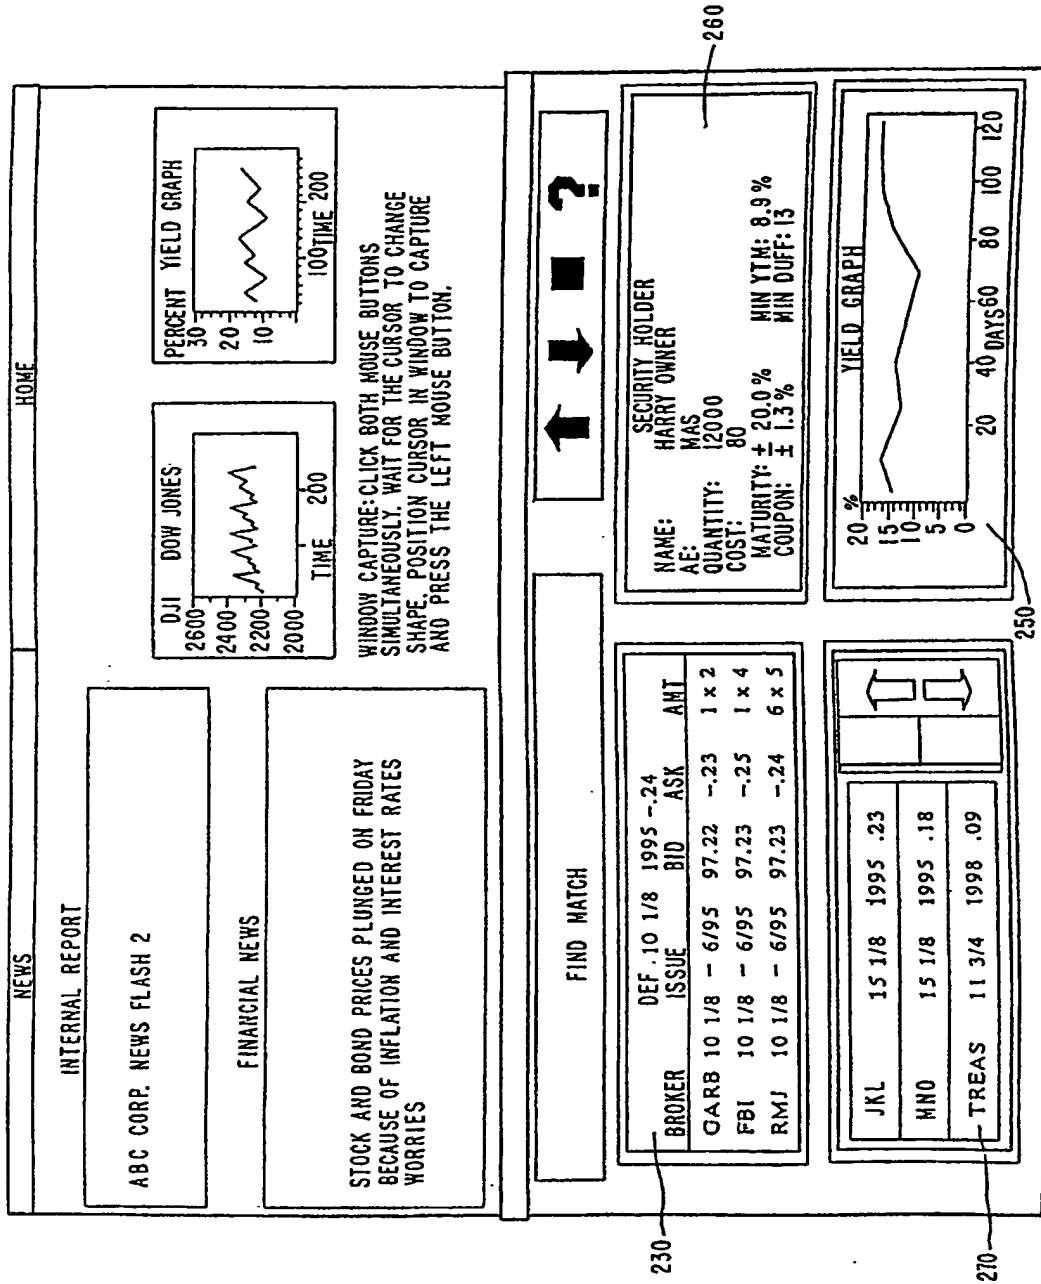 NEWS
HOME
INTERNAL REPORT
ABC CORP. NEWS FLASH 2
FINANCIAL NEWS
STOCK AND BOND PRICES PLUNGED ON FRIDAY
BECAUSE OF INFLATION AND INTEREST RATES
WORRIES
DJI DOW JONES
2600
2400
2200
2000
200
TIME
PERCENT YIELD GRAPH
30
20
10
100 TIME 200
WINDOW CAPTURE: CLICK BOTH MOUSE BUTTONS
SIMULTANEOUSLY. WAIT FOR THE CURSOR TO CHANGE
SHAPE. POSITION CURSOR IN WINDOW TO CAPTURE
AND PRESS THE LEFT MOUSE BUTTON.
FIND MATCH
?
DEF. 10 1/8 1995 -.24
BROKER ISSUE BID ASK AMT
GARB 10 1/8 - 6/95 97.22 -.23 1 x 2
FBI 10 1/8 - 6/95 97.23 -.25 1 x 4
RMJ 10 1/8 - 6/95 97.23 -.24 6 x 5
230
SECURITY HOLDER
NAME: HARRY OWNER
AE: MAS
QUANTITY: 12000
COST: 80
MATURITY: ± 20.0% MIN YTM: 8.9%
COUPON: ± 1.3% MIN DUFF: 13
260
JKL 15 1/8 1995 .23
MNO 15 1/8 1995 .18
TREAS 11 3/4 1998 .09
270
YIELD GRAPH
20 %
15
10
5
0
20 40 60 80 100 120
DAYS
250